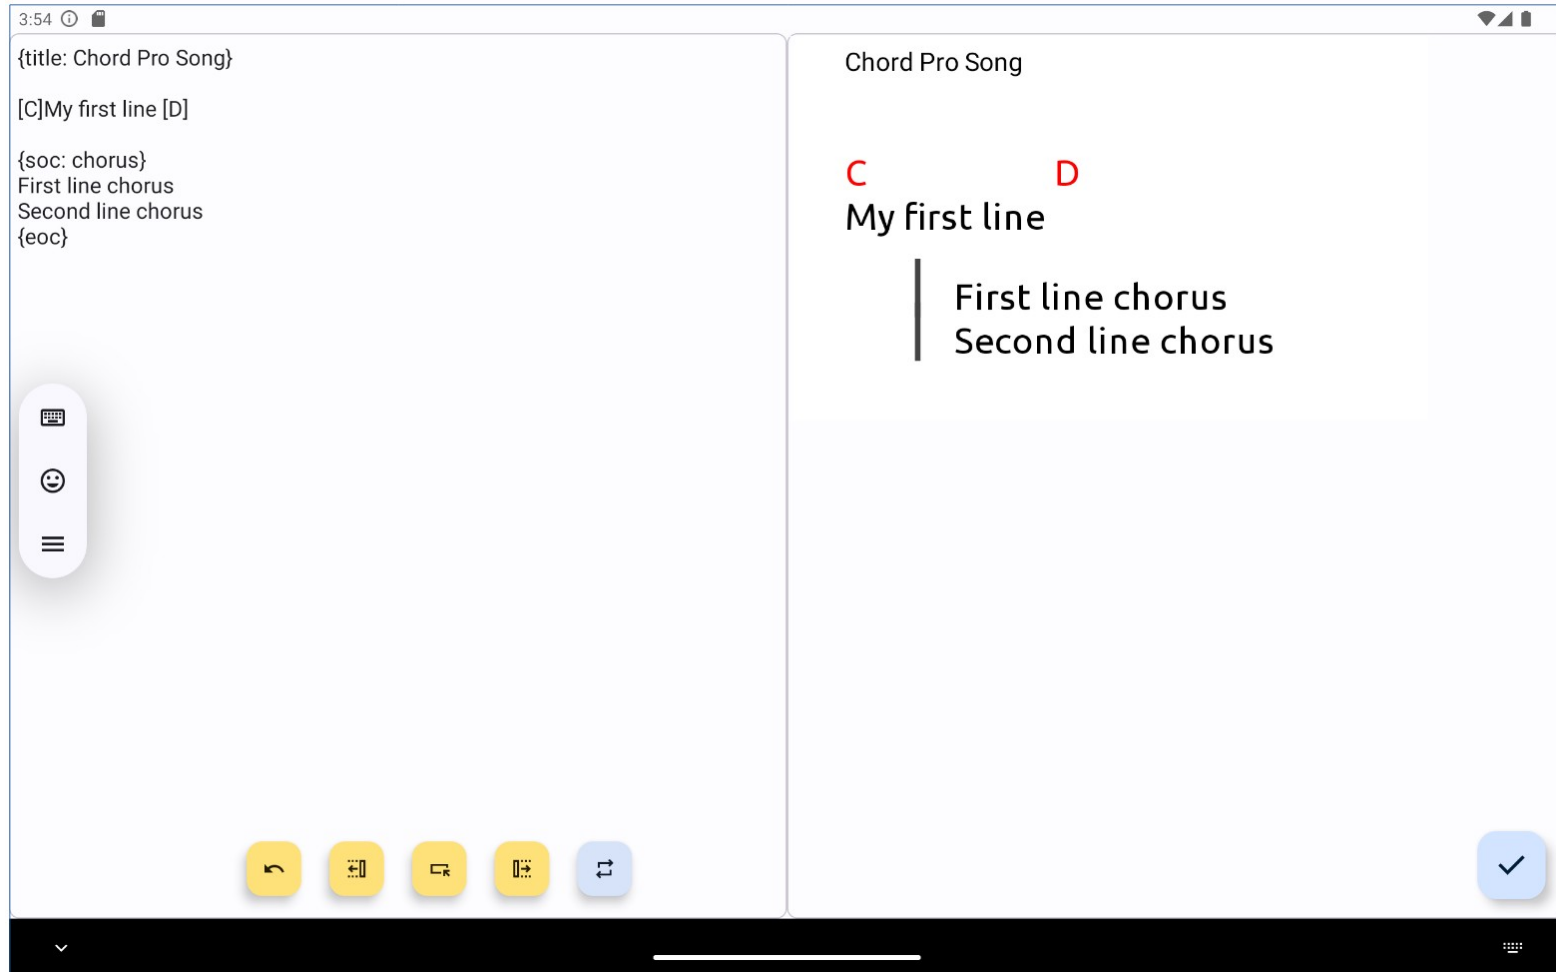 3:54
{title: Chord Pro Song}
[C]My first line [D]
{soc: chorus}
First line chorus
Second line chorus
{eoc}
Chord Pro Song
C D
My first line
First line chorus
Second line chorus